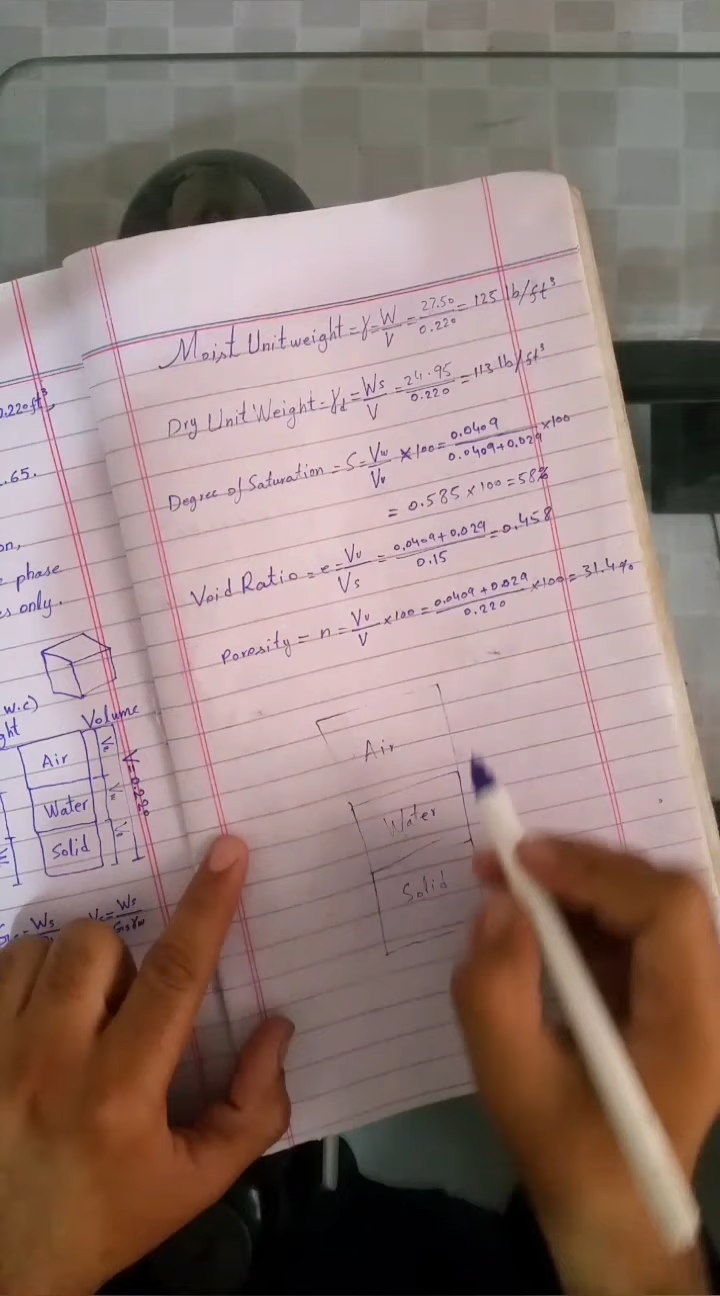 0.220ft³,
.65.
on,
phase
s only.
w.c)
ght
Volume
Air
Water
Solid
V=0.220
Ws
Vs=Ws/GsγW
Moist Unitweight=γ=W/V=27.50/0.220=125 lb/ft³
Dry Unit Weight=γd=Ws/V=24.95/0.220=113 lb/ft³
Degree of Saturation=S=Vw/Vv×100=0.0409/0.0409+0.029×100
=0.585×100=58%
Void Ratio=e=Vv/Vs=0.0409+0.029/0.15=0.458
Porosity=n=Vv/V×100=0.0409+0.029/0.220×100=31.4%
Air
Water
Solid